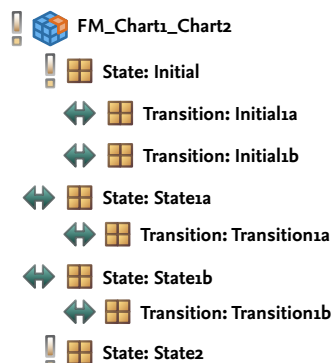 FM_Chart1_Chart2
State: Initial
Transition: Initial1a
Transition: Initial1b
State: State1a
Transition: Transition1a
State: State1b
Transition: Transition1b
State: State2